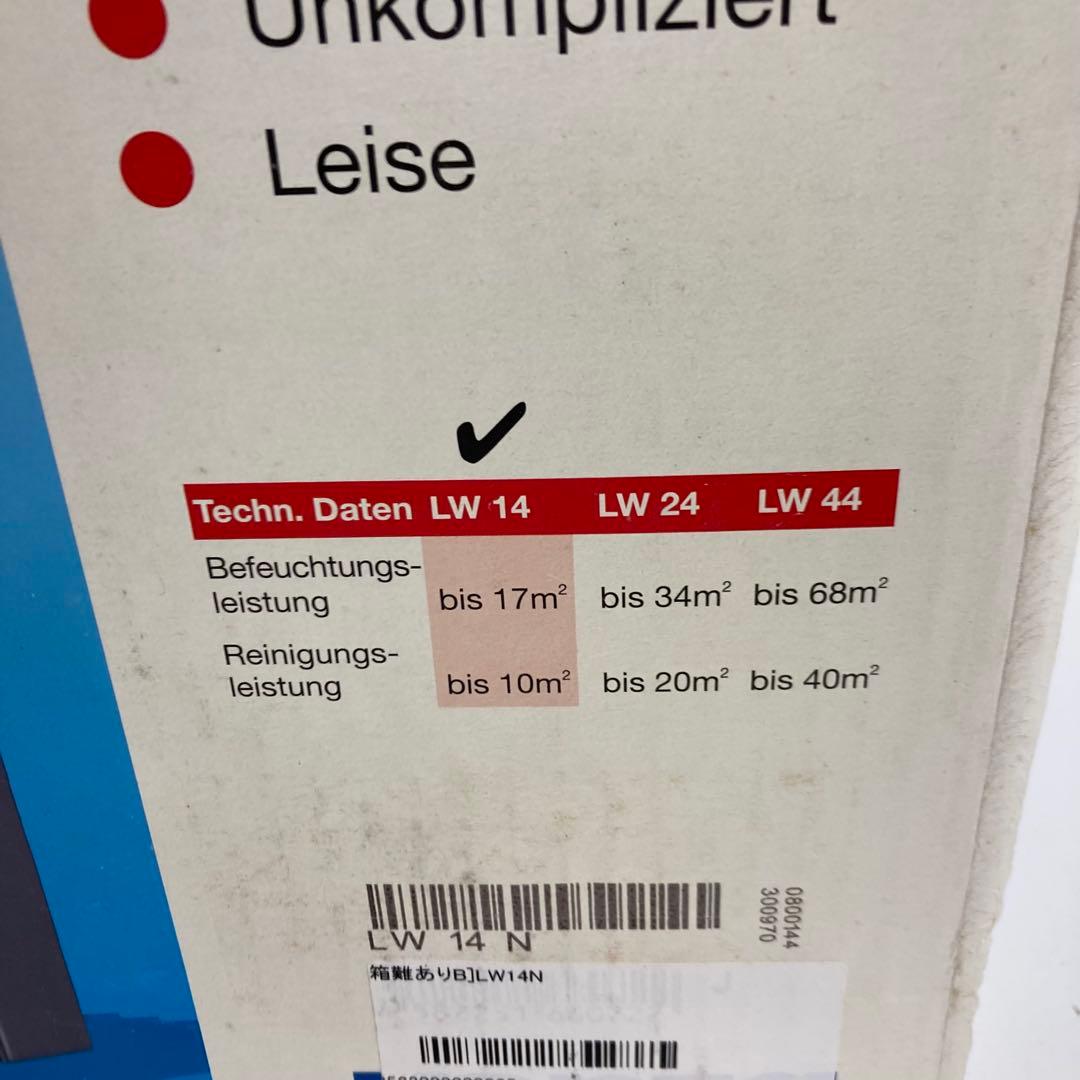 Unkompliziert
Leise
Techn. Daten LW 14 LW 24 LW 44
Befeuchtungs-
leistung bis 17m² bis 34m² bis 68m²
Reinigungs-
leistung bis 10m² bis 20m² bis 40m²
0800144
300970
LW 14 N
箱難ありB]LW14N